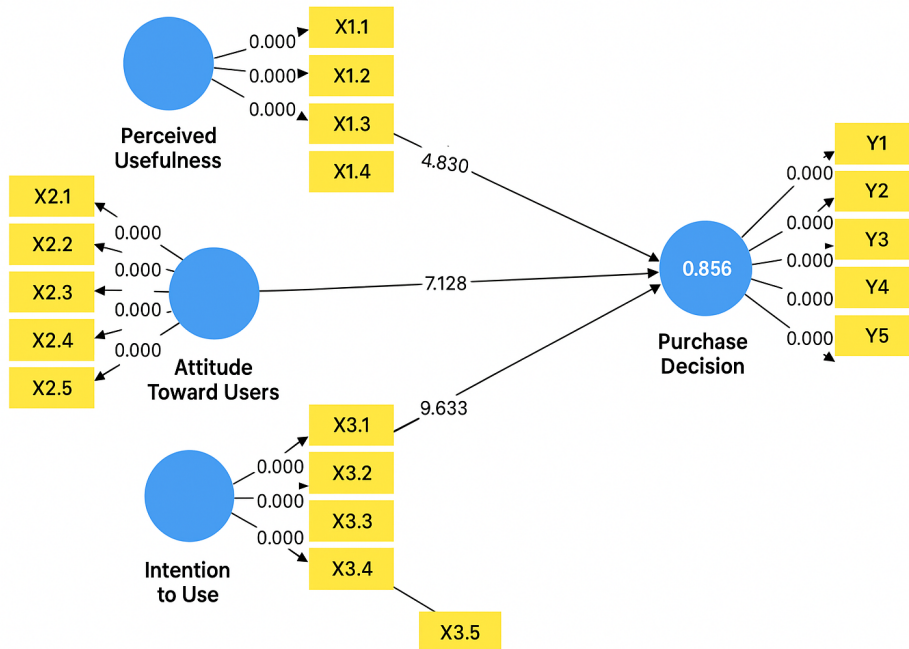 0.000
0.000
0.000
X1.1
X1.2
X1.3
X1.4
Perceived
Usefulness
4.830
X2.1
X2.2
X2.3
X2.4
X2.5
0.000
0.000
0.000
0.000
Attitude
Toward Users
7.128
X3.1
X3.2
X3.3
X3.4
X3.5
0.000
0.000
0.000
Intention
to Use
9.633
0.856
Purchase
Decision
0.000
0.000
0.000
0.000
0.000
Y1
Y2
Y3
Y4
Y5